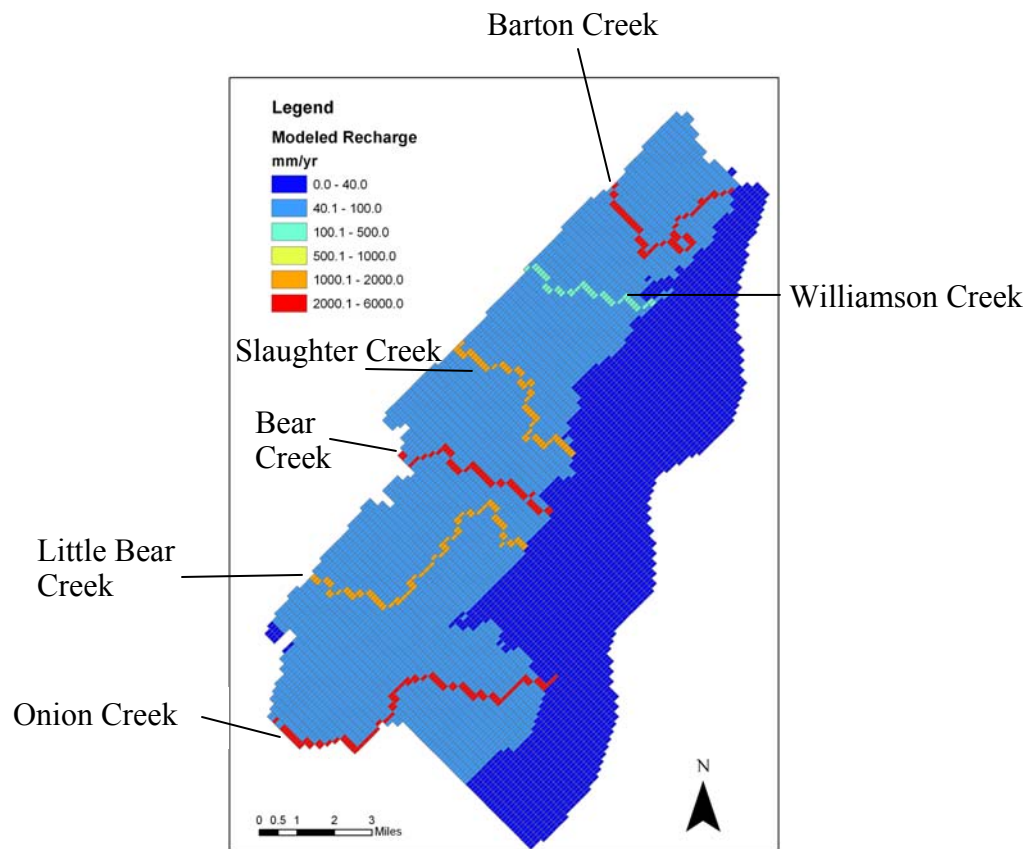 Barton Creek
Legend
Modeled Recharge
mm/yr
0.0 - 40.0
40.1 - 100.0
100.1 - 500.0
500.1 - 1000.0
1000.1 - 2000.0
2000.1 - 6000.0
Williamson Creek
Slaughter Creek
Bear
Creek
Little Bear
Creek
Onion Creek
N
0 0.5 1 2 3
Miles